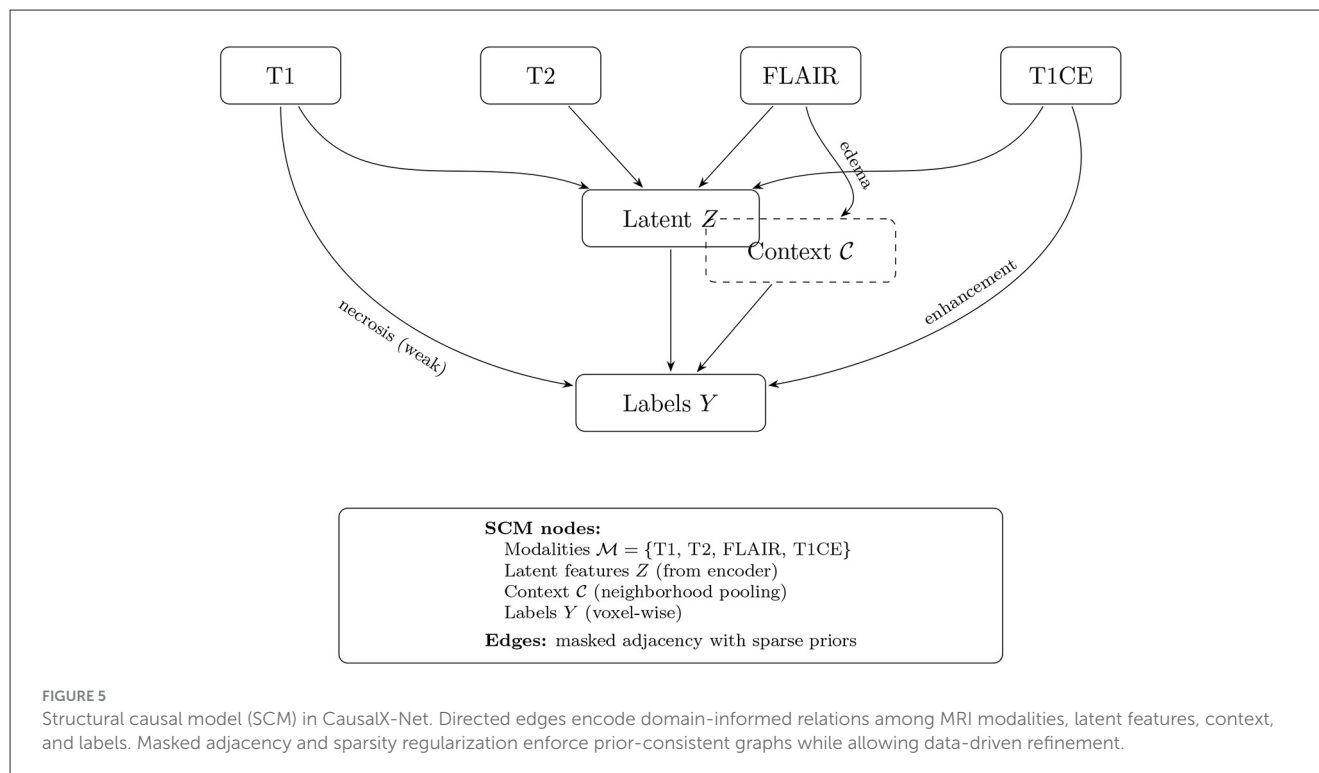 T1
T2
FLAIR
T1CE
edema
Latent Z
Context C
necrosis (weak)
enhancement
Labels Y
SCM nodes:
Modalities ℳ = {T1, T2, FLAIR, T1CE}
Latent features Z (from encoder)
Context 𝒞 (neighborhood pooling)
Labels Y (voxel-wise)
Edges: masked adjacency with sparse priors
FIGURE 5
Structural causal model (SCM) in CausalX-Net. Directed edges encode domain-informed relations among MRI modalities, latent features, context,
and labels. Masked adjacency and sparsity regularization enforce prior-consistent graphs while allowing data-driven refinement.